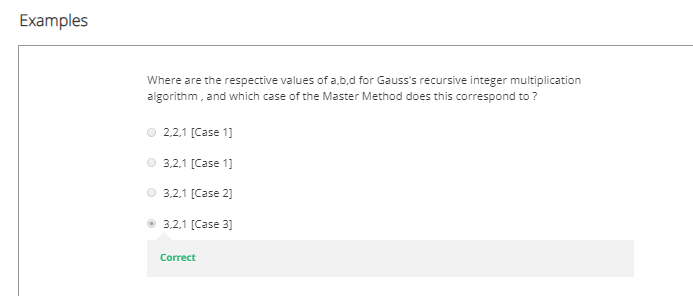 Examples
Where are the respective values of a,b,d for Gauss's recursive integer multiplication
algorithm , and which case of the Master Method does this correspond to ?
2,2,1 [Case 1]
3,2,1 [Case 1]
3,2,1 [Case 2]
3,2,1 [Case 3]
Correct